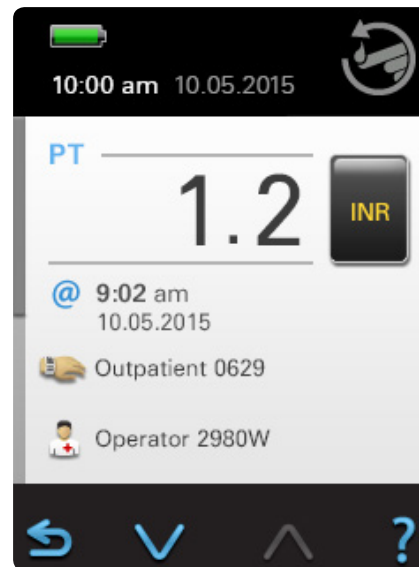 10:00 am 10.05.2015
PT
1.2 INR
@ 9:02 am
10.05.2015
Outpatient 0629
Operator 2980W
?